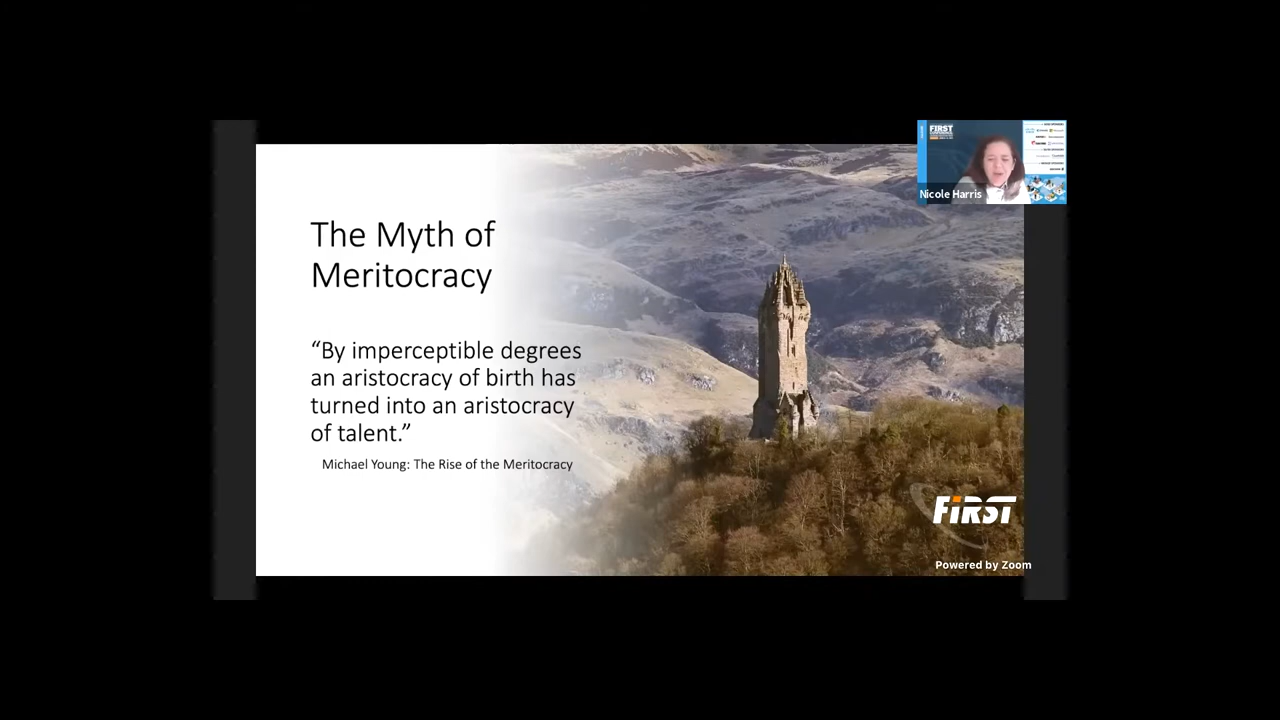 FIRST
Nicole Harris
The Myth of
Meritocracy
“By imperceptible degrees
an aristocracy of birth has
turned into an aristocracy
of talent.”
Michael Young: The Rise of the Meritocracy
FiRST
Powered by Zoom